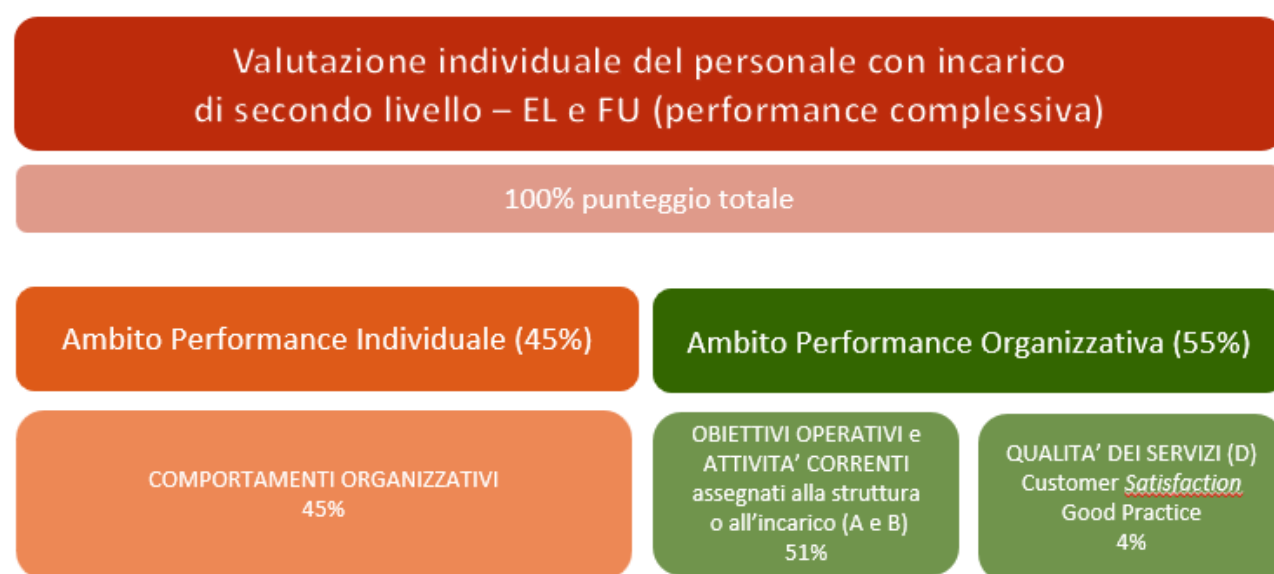 Valutazione individuale del personale con incarico
di secondo livello – EL e FU (performance complessiva)
100% punteggio totale
Ambito Performance Individuale (45%)
Ambito Performance Organizzativa (55%)
COMPORTAMENTI ORGANIZZATIVI
45%
OBIETTIVI OPERATIVI e
ATTIVITA’ CORRENTI
assegnati alla struttura
o all’incarico (A e B)
51%
QUALITA’ DEI SERVIZI (D)
Customer Satisfaction
Good Practice
4%